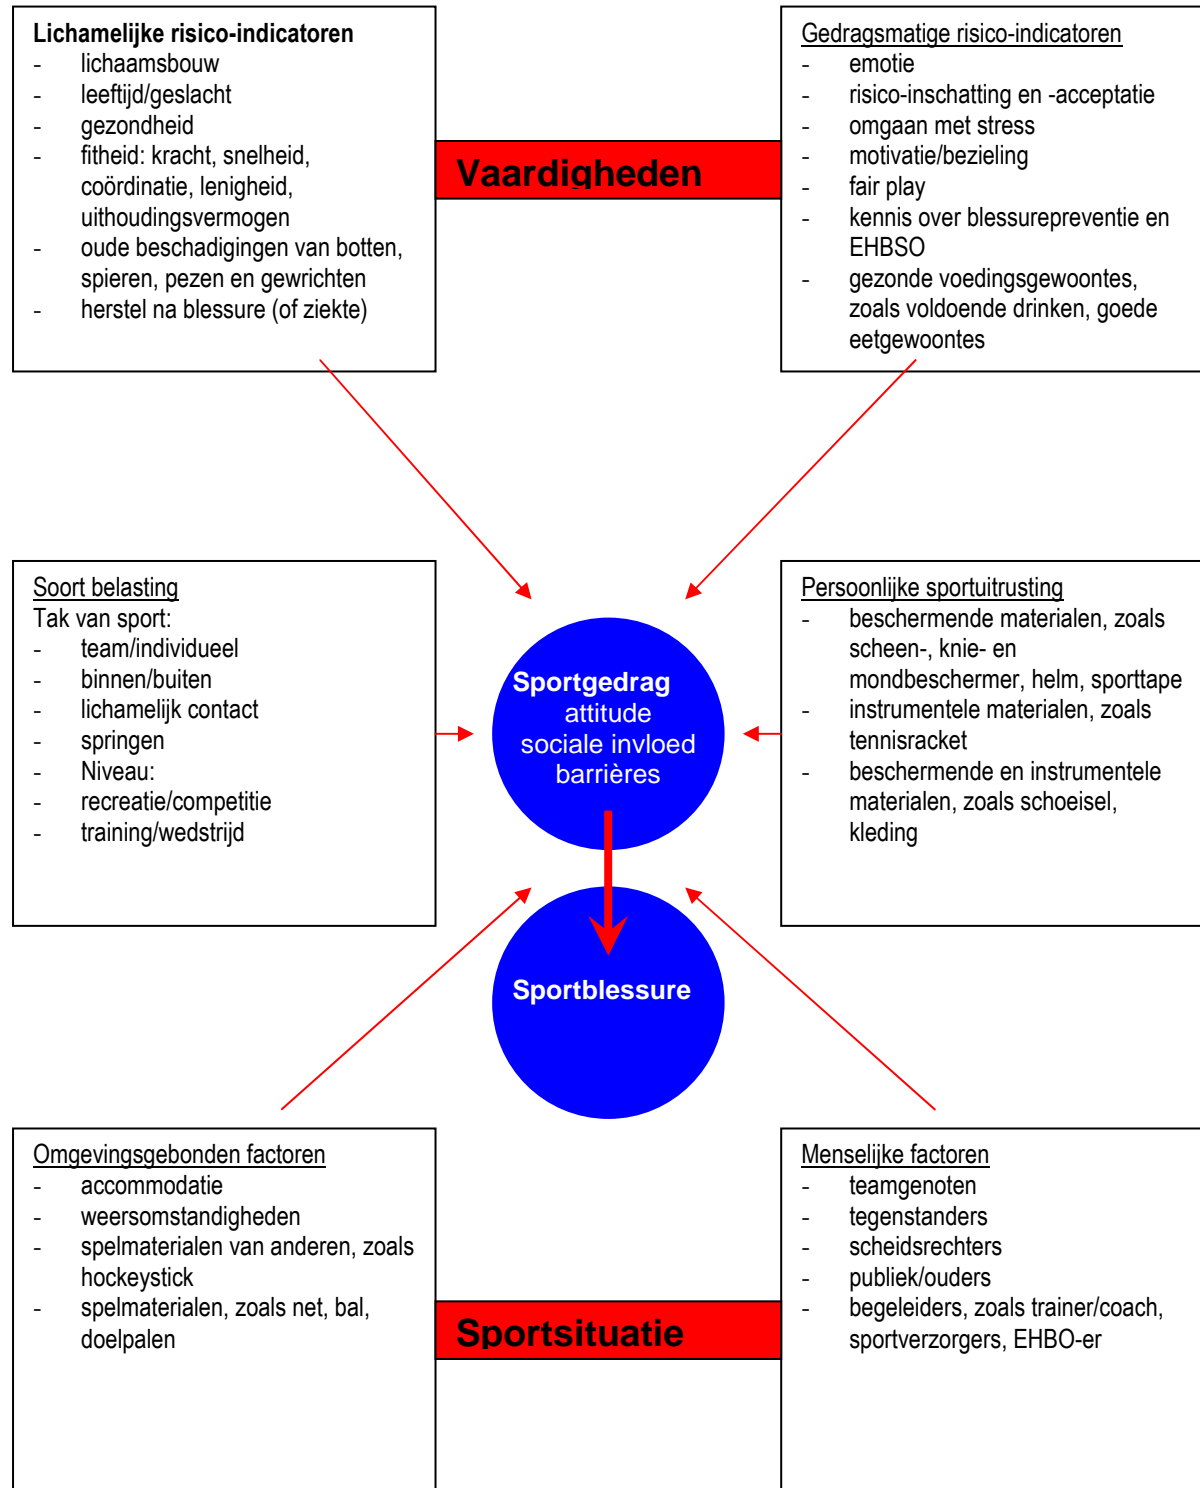 Lichamelijke risico-indicatoren
- lichaamsbouw
- leeftijd/geslacht
- gezondheid
- fitheid: kracht, snelheid,
coördinatie, lenigheid,
uithoudingsvermogen
- oude beschadigingen van botten,
spieren, pezen en gewrichten
- herstel na blessure (of ziekte)
Vaardigheden
Gedragsmatige risico-indicatoren
- emotie
- risico-inschatting en -acceptatie
- omgaan met stress
- motivatie/bezieling
- fair play
- kennis over blessurepreventie en
EHBSO
- gezonde voedingsgewoontes,
zoals voldoende drinken, goede
eetgewoontes
Soort belasting
Tak van sport:
- team/individueel
- binnen/buiten
- lichamelijk contact
- springen
- Niveau:
- recreatie/competitie
- training/wedstrijd
Sportgedrag
attitude
sociale invloed
barrières
Persoonlijke sportuitrusting
- beschermende materialen, zoals
scheen-, knie- en
mondbeschermer, helm, sporttape
- instrumentele materialen, zoals
tennisracket
- beschermende en instrumentele
materialen, zoals schoeisel,
kleding
Sportblessure
Omgevingsgebonden factoren
- accommodatie
- weersomstandigheden
- spelmaterialen van anderen, zoals
hockeystick
- spelmaterialen, zoals net, bal,
doelpalen
Sportsituatie
Menselijke factoren
- teamgenoten
- tegenstanders
- scheidsrechters
- publiek/ouders
- begeleiders, zoals trainer/coach,
sportverzorgers, EHBO-er